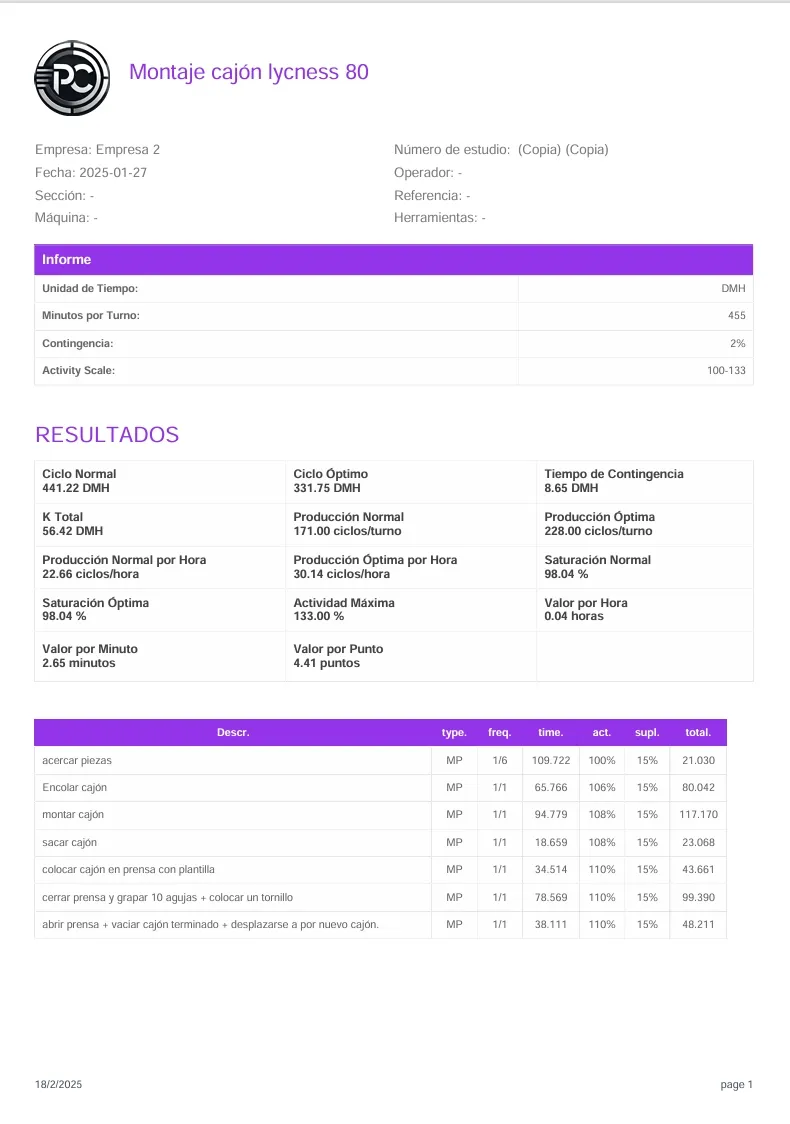 PC
Montaje cajón lycness 80
Empresa: Empresa 2
Número de estudio: (Copia) (Copia)
Fecha: 2025-01-27
Operador: -
Sección: -
Referencia: -
Máquina: -
Herramientas: -
Informe
Unidad de Tiempo: DMH
Minutos por Turno: 455
Contingencia: 2%
Activity Scale: 100-133
RESULTADOS
Ciclo Normal
441.22 DMH
Ciclo Óptimo
331.75 DMH
Tiempo de Contingencia
8.65 DMH
K Total
56.42 DMH
Producción Normal
171.00 ciclos/turno
Producción Óptima
228.00 ciclos/turno
Producción Normal por Hora
22.66 ciclos/hora
Producción Óptima por Hora
30.14 ciclos/hora
Saturación Normal
98.04 %
Saturación Óptima
98.04 %
Actividad Máxima
133.00 %
Valor por Hora
0.04 horas
Valor por Minuto
2.65 minutos
Valor por Punto
4.41 puntos
Descr. type. freq. time. act. supl. total.
acercar piezas MP 1/6 109.722 100% 15% 21.030
Encolar cajón MP 1/1 65.766 106% 15% 80.042
montar cajón MP 1/1 94.779 108% 15% 117.170
sacar cajón MP 1/1 18.659 108% 15% 23.068
colocar cajón en prensa con plantilla MP 1/1 34.514 110% 15% 43.661
cerrar prensa y grapar 10 agujas + colocar un tornillo MP 1/1 78.569 110% 15% 99.390
abrir prensa + vaciar cajón terminado + desplazarse a por nuevo cajón. MP 1/1 38.111 110% 15% 48.211
18/2/2025
page 1